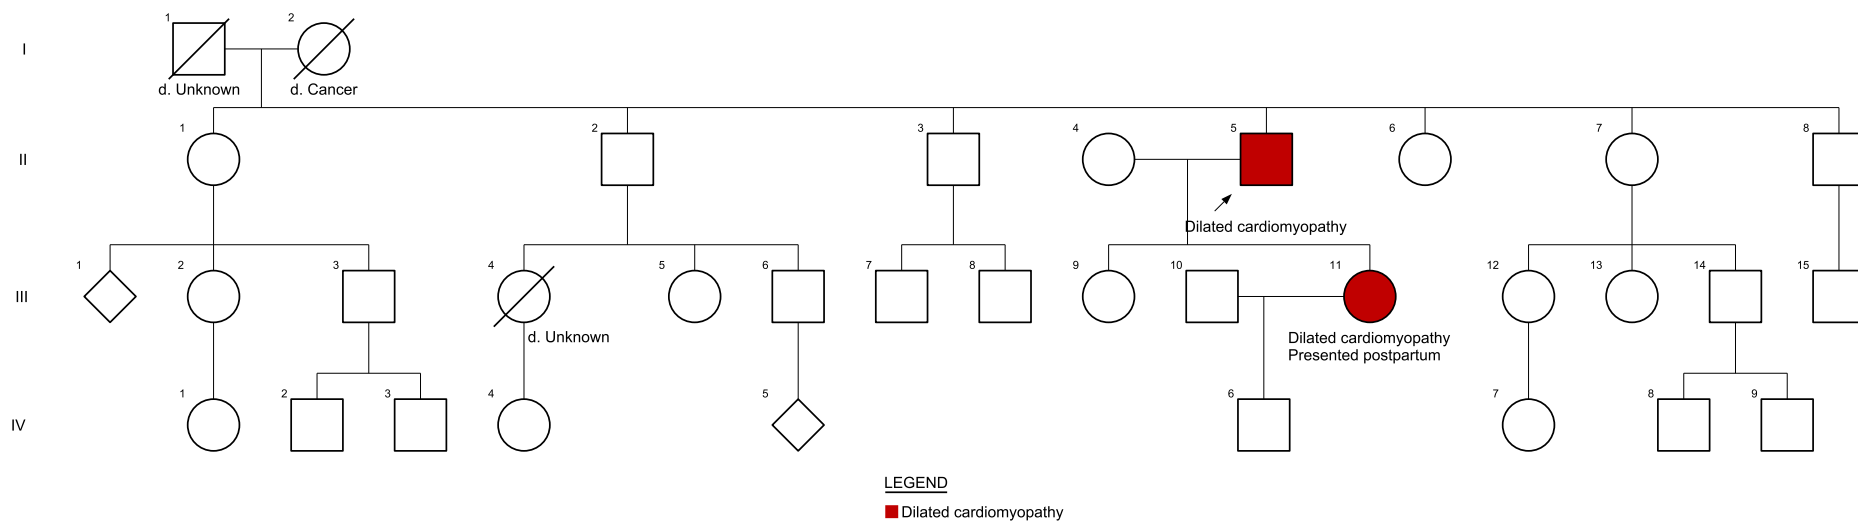 1 2
I
d. Unknown d. Cancer
1 2 3 4 5 6 7 8
II
Dilated cardiomyopathy
1 2 3 4 5 6 7 8 9 10 11 12 13 14 15
III
d. Unknown
Dilated cardiomyopathy
Presented postpartum
1 2 3 4 5 6 7 8 9
IV
LEGEND
Dilated cardiomyopathy